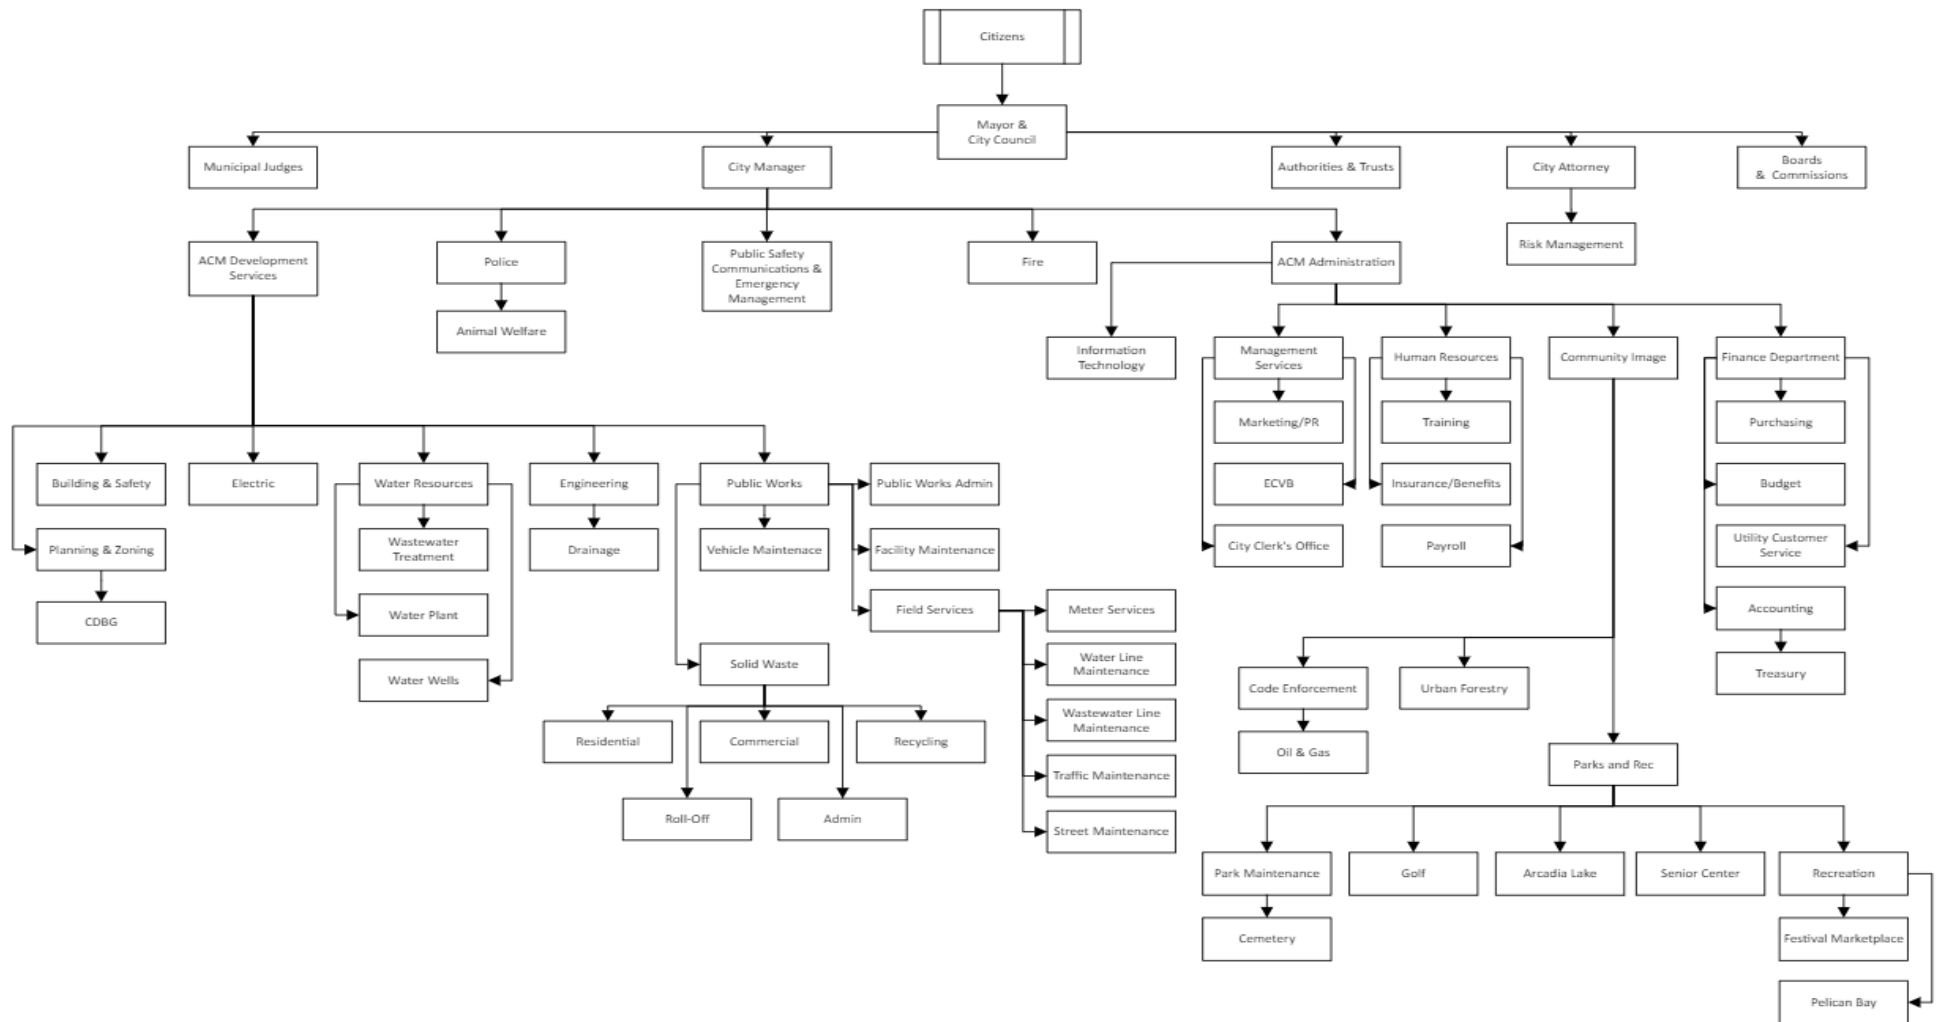 Citizens
Mayor &
City Council
Municipal Judges
City Manager
Authorities & Trusts
City Attorney
Boards
& Commissions
Risk Management
ACM Development
Services
Police
Public Safety
Communications &
Emergency
Management
Fire
ACM Administration
Animal Welfare
Information
Technology
Management
Services
Human Resources
Community Image
Finance Department
Marketing/PR
Training
Purchasing
Building & Safety
Electric
Water Resources
Engineering
Public Works
Public Works Admin
ECVB
Insurance/Benefits
Budget
Planning & Zoning
Wastewater
Treatment
Drainage
Vehicle Maintenace
Facility Maintenance
City Clerk's Office
Payroll
Utility Customer
Service
CDBG
Water Plant
Field Services
Meter Services
Accounting
Water Wells
Solid Waste
Water Line
Maintenance
Code Enforcement
Urban Forestry
Treasury
Residential
Commercial
Recycling
Wastewater Line
Maintenance
Oil & Gas
Parks and Rec
Traffic Maintenance
Roll-Off
Admin
Street Maintenance
Park Maintenance
Golf
Arcadia Lake
Senior Center
Recreation
Cemetery
Festival Marketplace
Pelican Bay